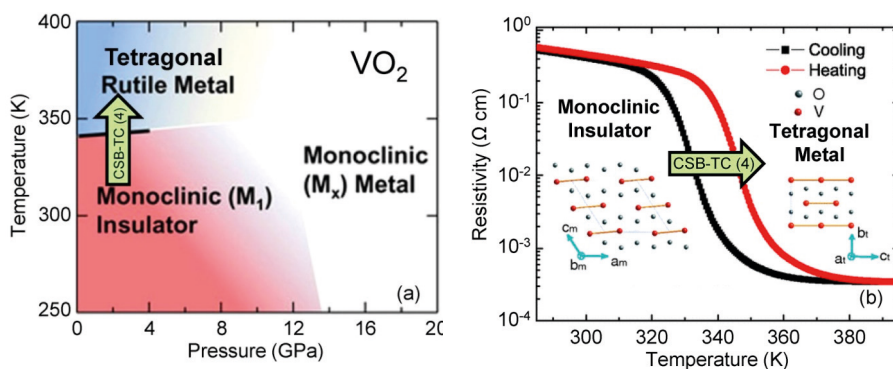 400
350
300
250
Temperature (K)
Tetragonal
Rutile Metal
VO₂
CSB-TC (4)
Monoclinic (M₁)
Insulator
Monoclinic
(Mₓ) Metal
(a)
0
4
8
12
16
20
Pressure (GPa)
10⁰
10⁻¹
10⁻²
10⁻³
10⁻⁴
Resistivity (Ω cm)
Cooling
Heating
O
V
Monoclinic
Insulator
Tetragonal
Metal
CSB-TC (4)
cₘ
bₘ
aₘ
bₜ
aₜ
cₜ
(b)
300
320
340
360
380
Temperature (K)